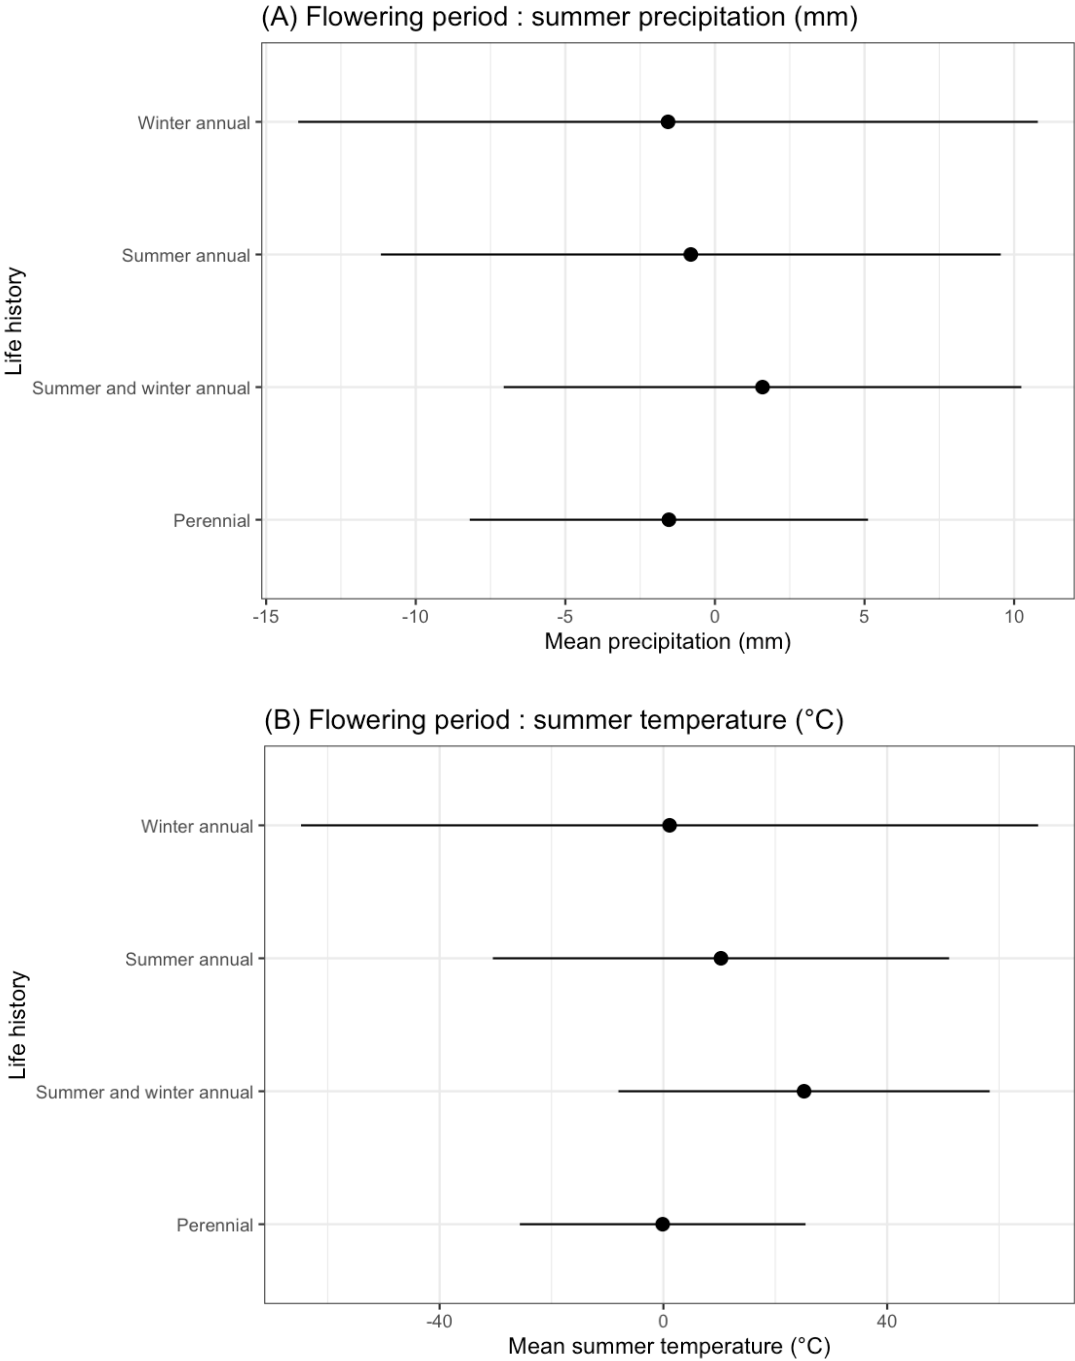 (A) Flowering period : summer precipitation (mm)
Winter annual
Summer annual
Summer and winter annual
Perennial
Life history
-15 -10 -5 0 5 10
Mean precipitation (mm)
(B) Flowering period : summer temperature (°C)
Winter annual
Summer annual
Summer and winter annual
Perennial
Life history
-40 0 40
Mean summer temperature (°C)